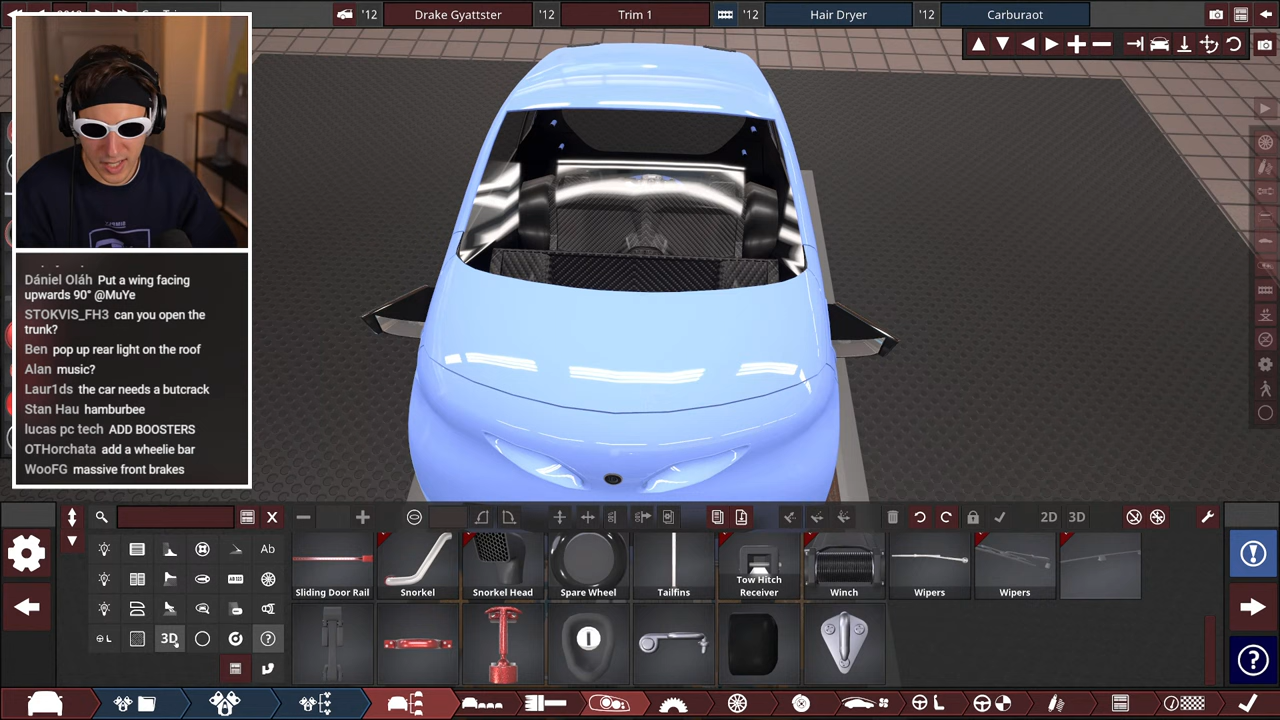 '12
Drake Gyattster
'12
Trim 1
'12
Hair Dryer
'12
Carburaot
Dániel Oláh Put a wing facing
upwards 90° @MuYe
STOKVIS_FH3 can you open the
trunk?
Ben pop up rear light on the roof
Alan music?
Laur1ds the car needs a butcrack
Stan Hau hamburbee
lucas pc tech ADD BOOSTERS
OTHorchata add a wheelie bar
WooFG massive front brakes
2D
3D
Ab
L
3D
Sliding Door Rail
Snorkel
Snorkel Head
Spare Wheel
Tailfins
Tow Hitch
Receiver
Winch
Wipers
Wipers